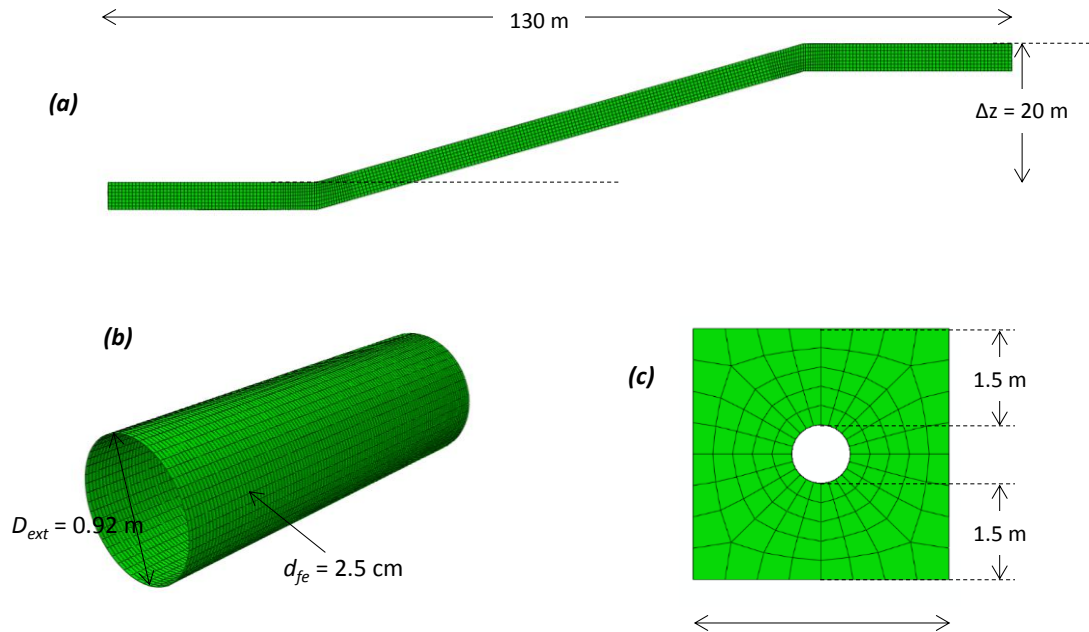 130 m
(a)
Δz = 20 m
(b)
(c)
1.5 m
D_ext = 0.92 m
1.5 m
d_fe = 2.5 cm